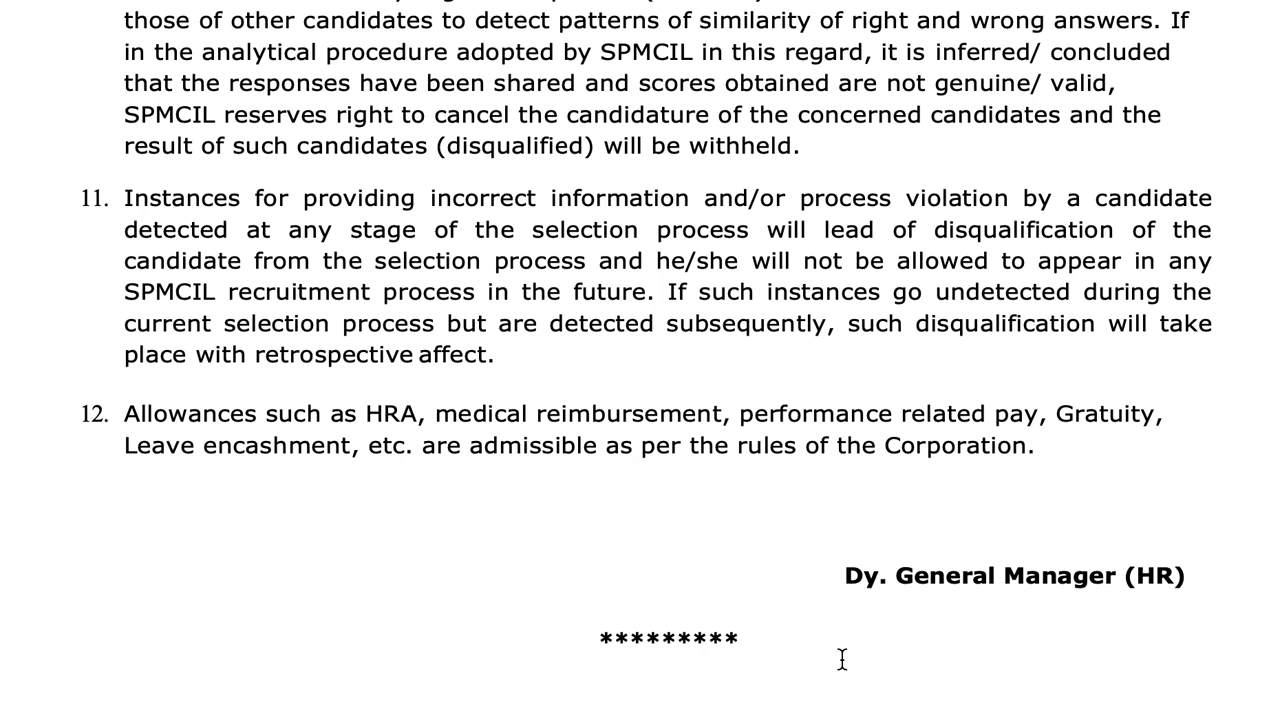 those of other candidates to detect patterns of similarity of right and wrong answers. If
in the analytical procedure adopted by SPMCIL in this regard, it is inferred/ concluded
that the responses have been shared and scores obtained are not genuine/ valid,
SPMCIL reserves right to cancel the candidature of the concerned candidates and the
result of such candidates (disqualified) will be withheld.
11. Instances for providing incorrect information and/or process violation by a candidate
detected at any stage of the selection process will lead of disqualification of the
candidate from the selection process and he/she will not be allowed to appear in any
SPMCIL recruitment process in the future. If such instances go undetected during the
current selection process but are detected subsequently, such disqualification will take
place with retrospective affect.
12. Allowances such as HRA, medical reimbursement, performance related pay, Gratuity,
Leave encashment, etc. are admissible as per the rules of the Corporation.
Dy. General Manager (HR)
*********